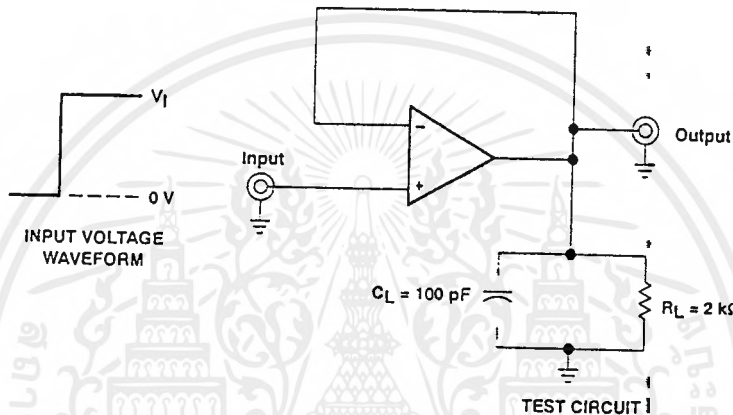 V_I
0 V
INPUT VOLTAGE
WAVEFORM
Input
−
+
Output
C_L = 100 pF
R_L = 2 kΩ
TEST CIRCUIT